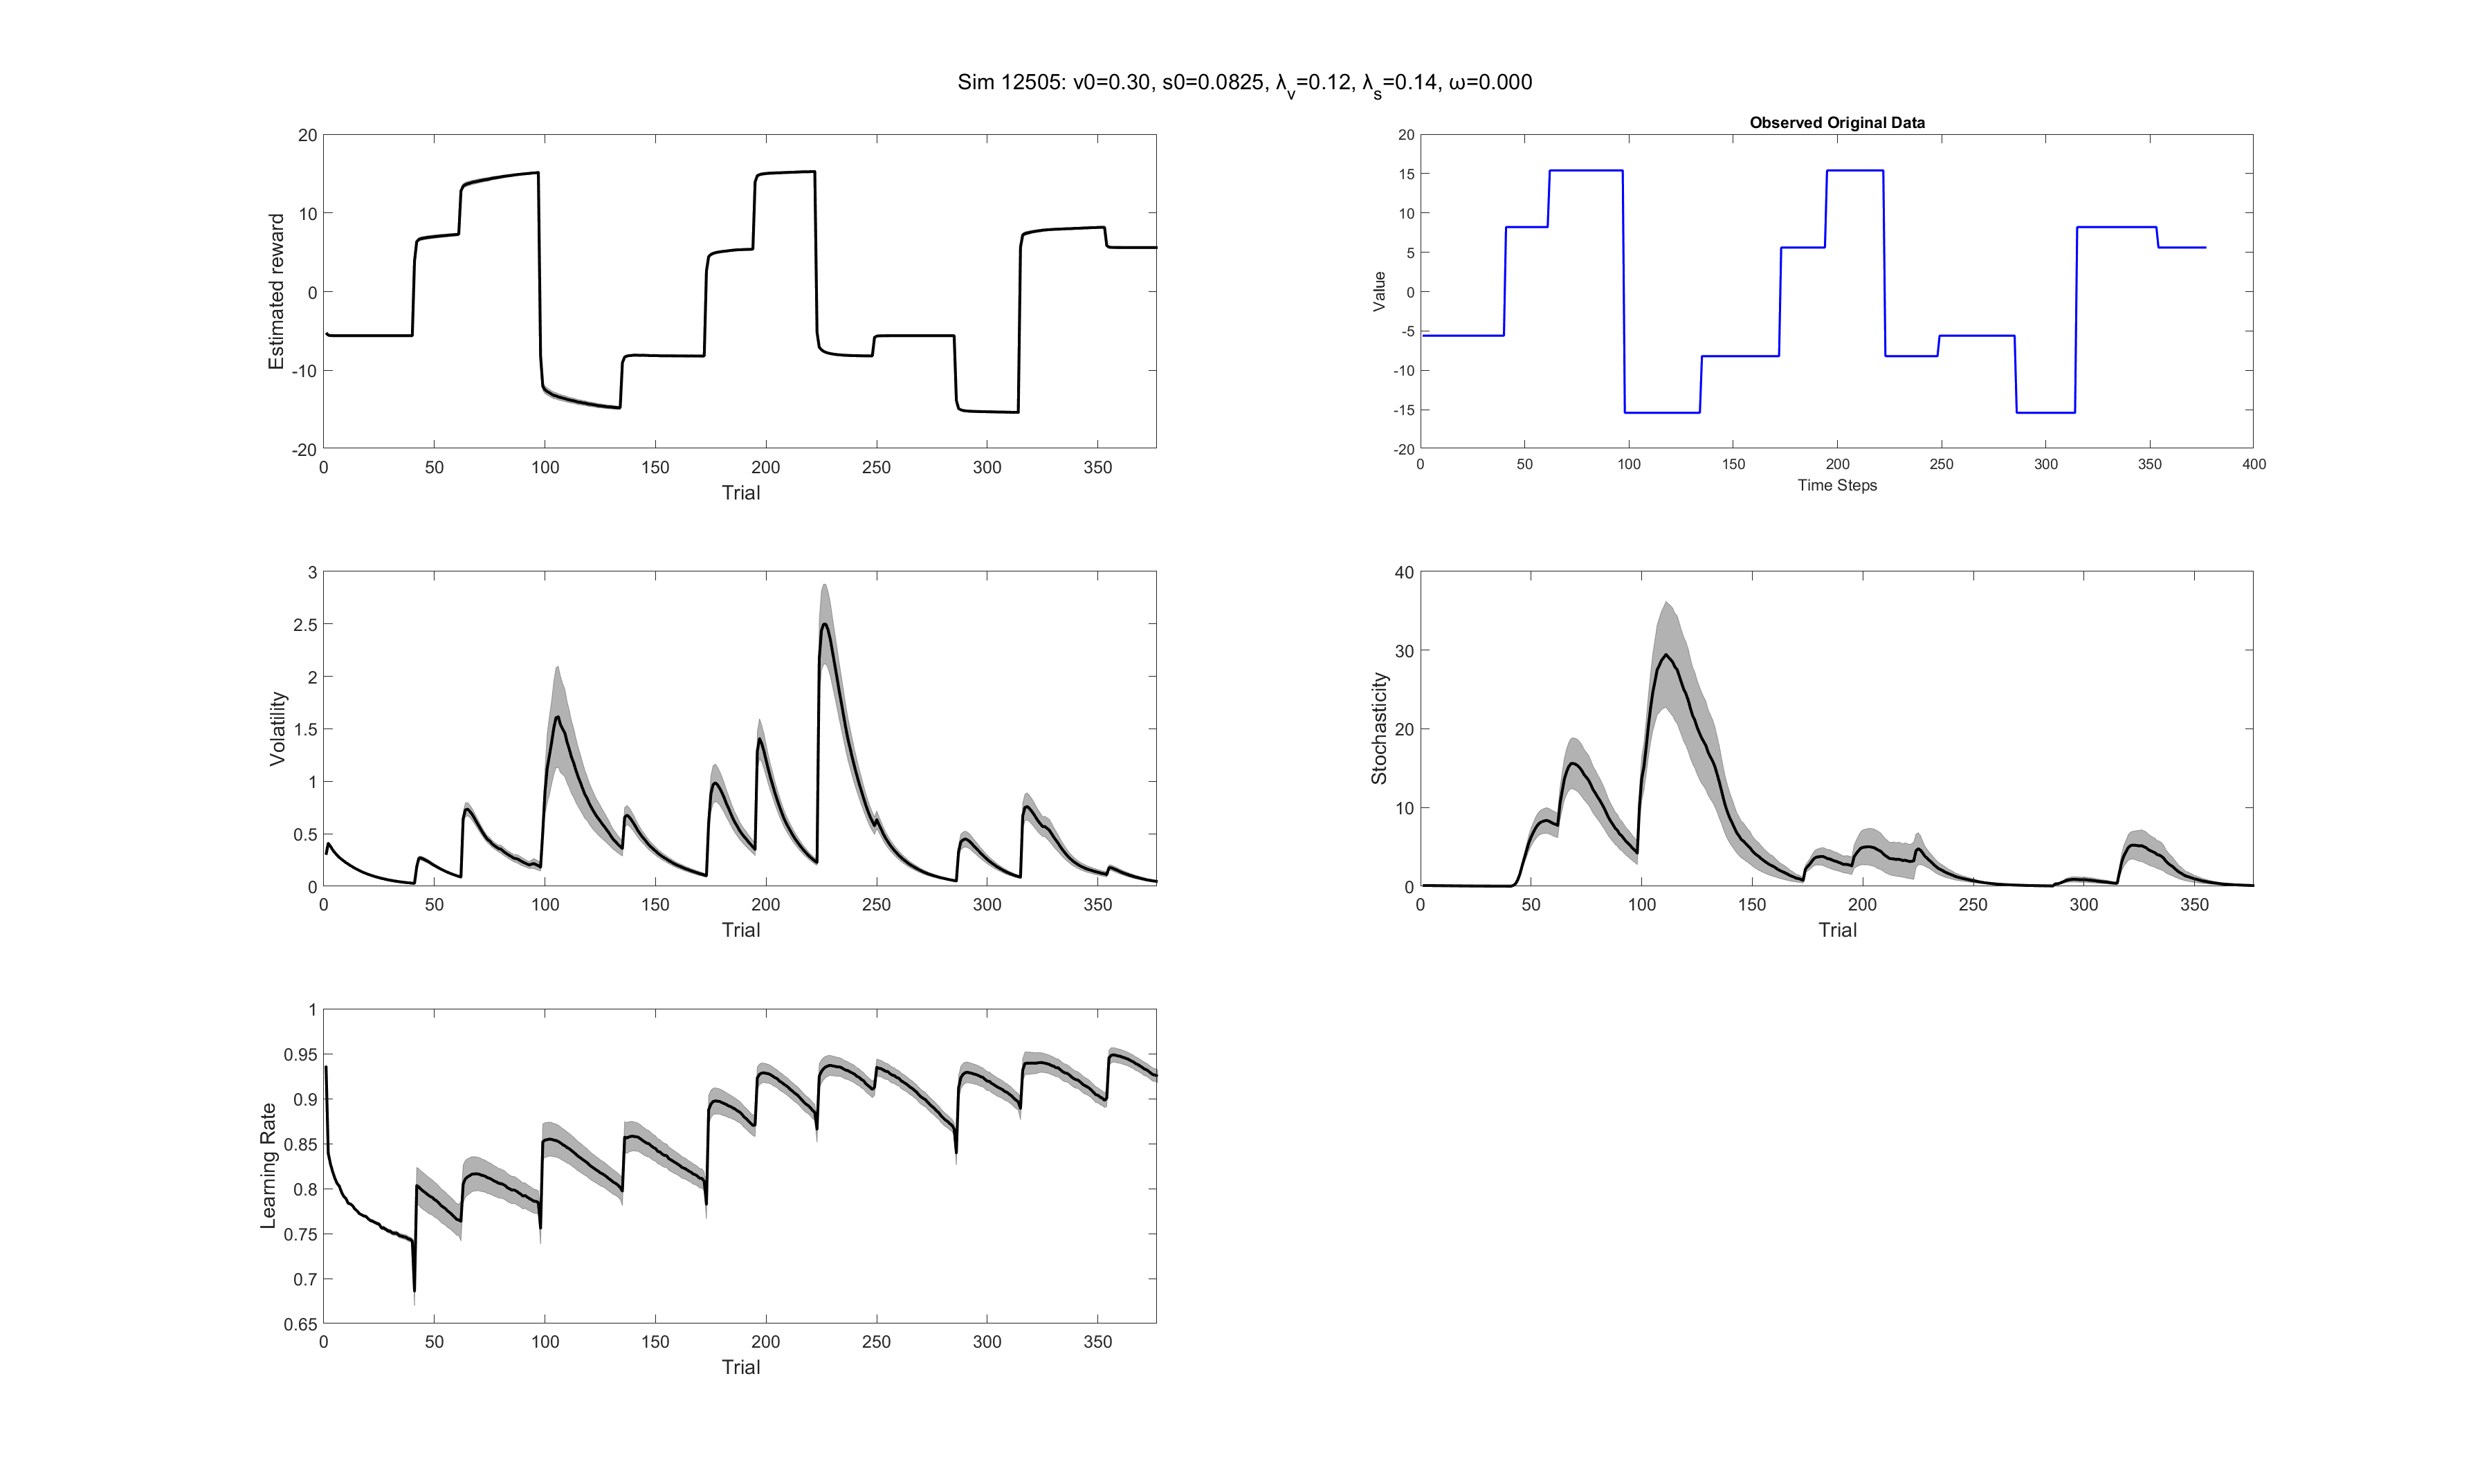 Sim 12505: v0=0.30, s0=0.0825, λv=0.12, λs=0.14, ω=0.000
20
10
0
-10
-20
Estimated reward
0 50 100 150 200 250 300 350
Trial
Observed Original Data
20
15
10
5
0
-5
-10
-15
-20
Value
0 50 100 150 200 250 300 350 400
Time Steps
3
2.5
2
1.5
1
0.5
0
Volatility
0 50 100 150 200 250 300 350
Trial
40
30
20
10
0
Stochasticity
0 50 100 150 200 250 300 350
Trial
1
0.95
0.9
0.85
0.8
0.75
0.7
0.65
Learning Rate
0 50 100 150 200 250 300 350
Trial